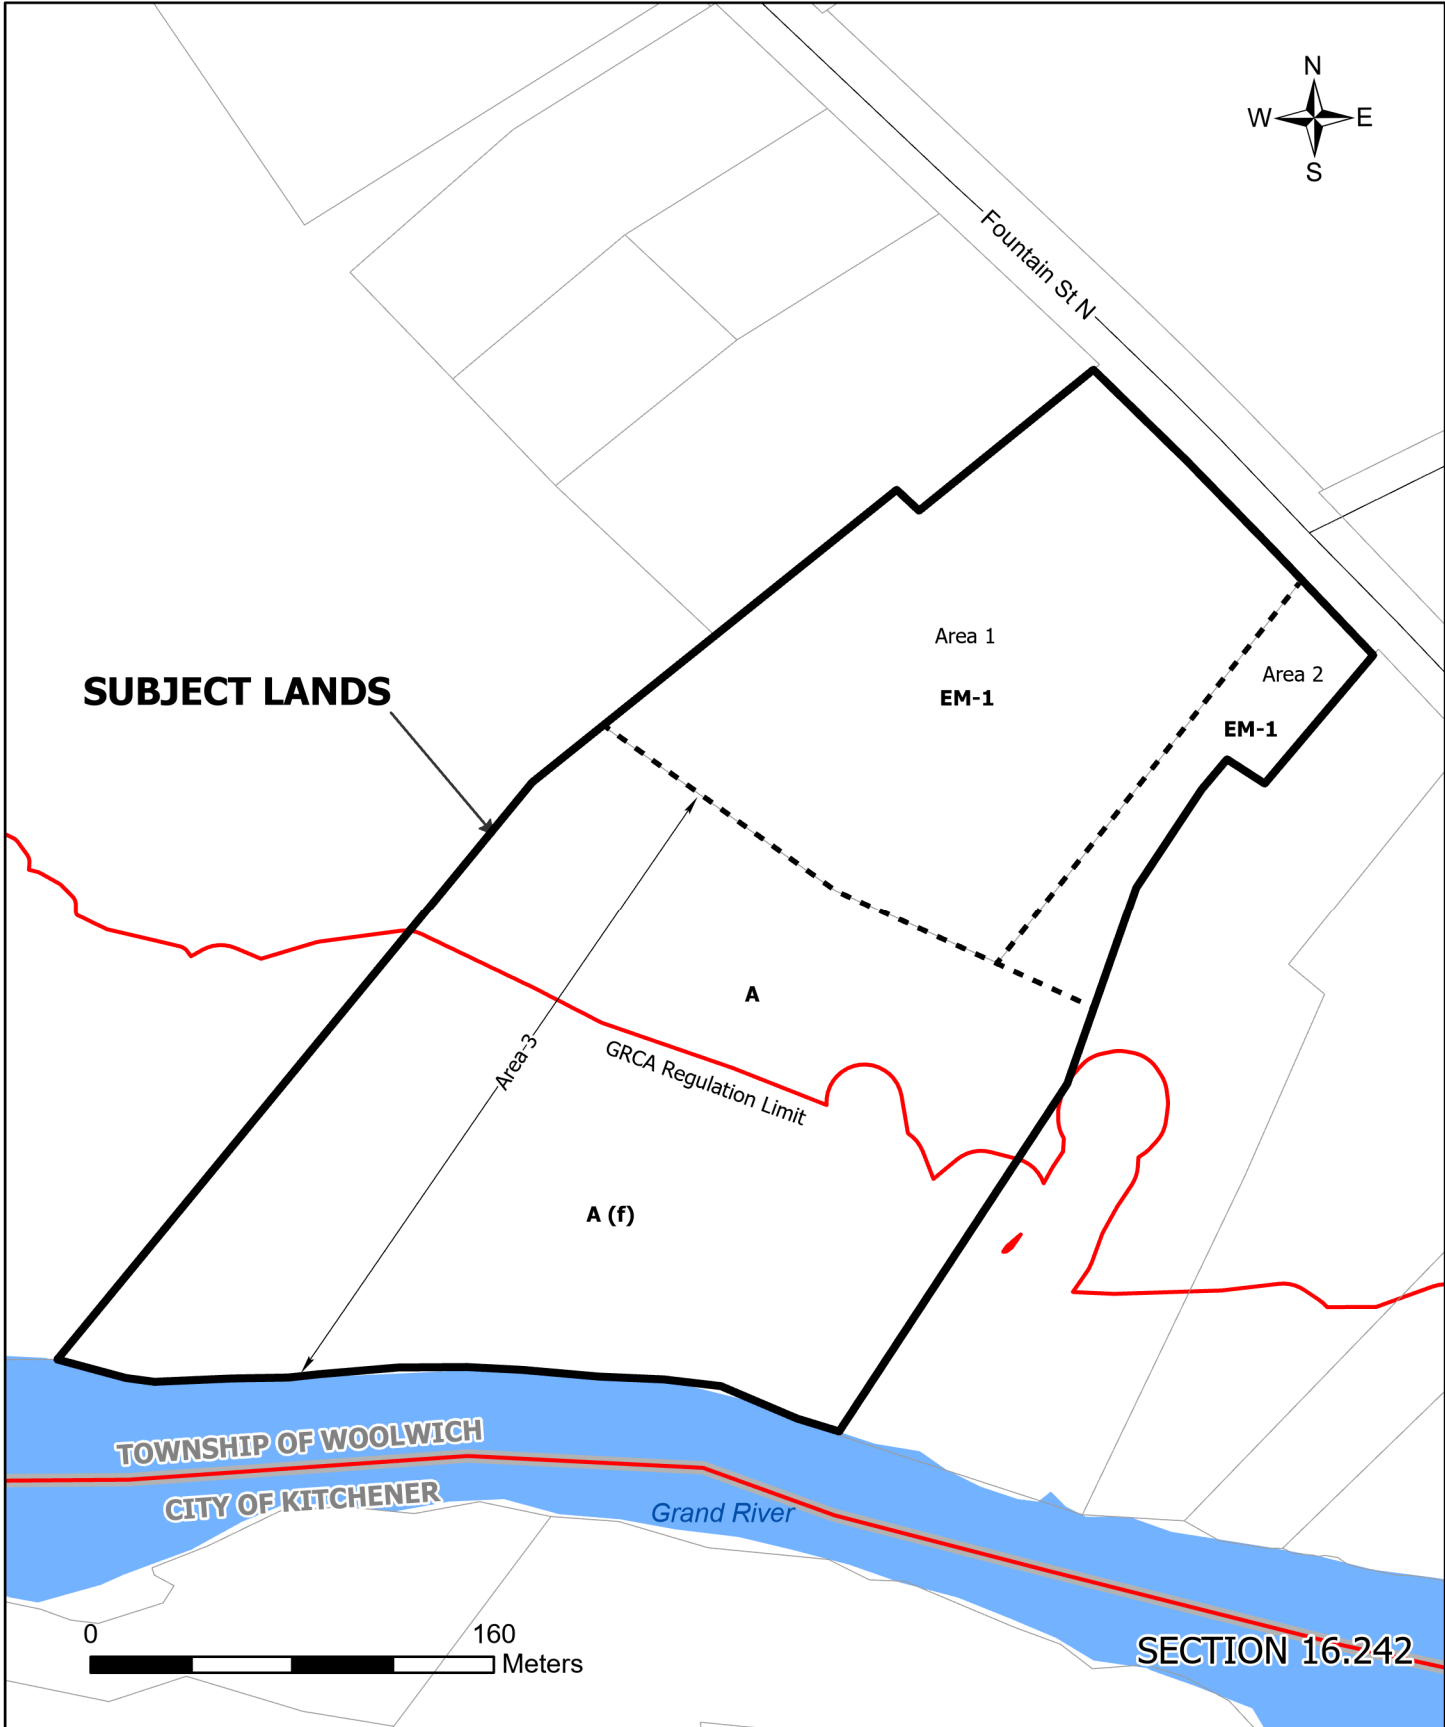 N
W E
S
Fountain St N
Area 1
EM-1
Area 2
EM-1
SUBJECT LANDS
A
Area-3
GRCA Regulation Limit
A (f)
TOWNSHIP OF WOOLWICH
CITY OF KITCHENER
Grand River
0 160
Meters
SECTION 16.242